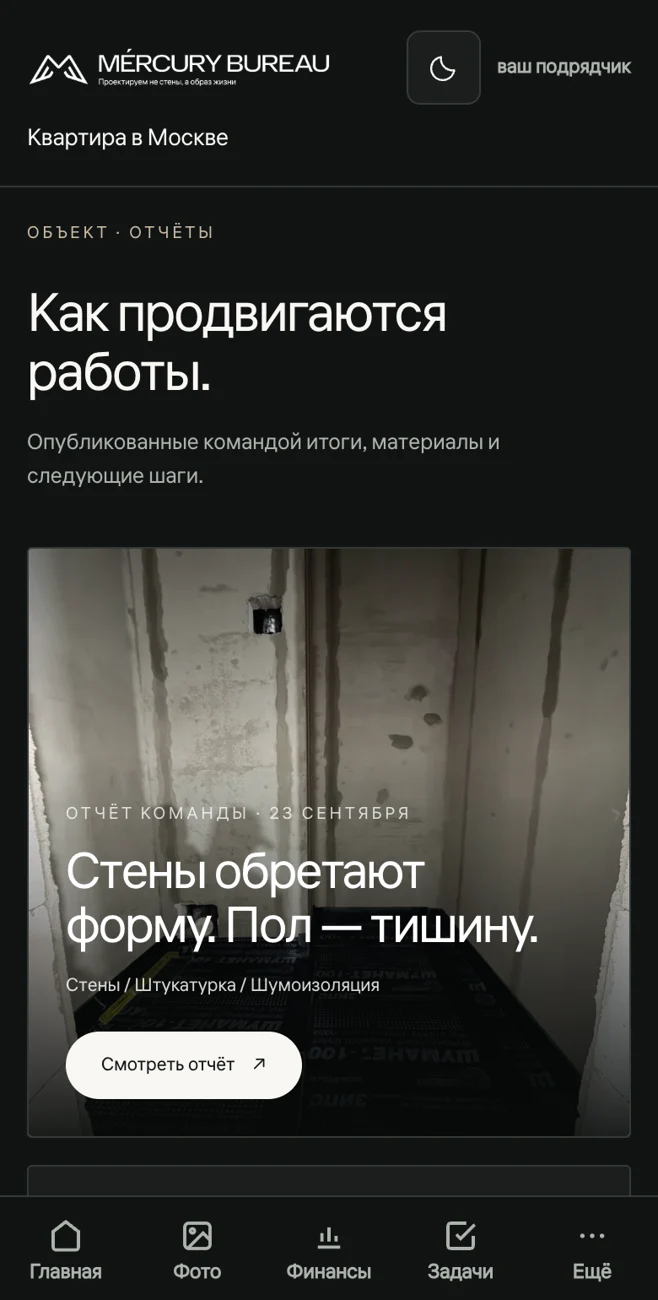 MÉRCURY BUREAU
Проектируем не стены, а образ жизни
ваш подрядчик
Квартира в Москве
ОБЪЕКТ · ОТЧЁТЫ
Как продвигаются
работы.
Опубликованные командой итоги, материалы и
следующие шаги.
ОТЧЁТ КОМАНДЫ · 23 СЕНТЯБРЯ
Стены обретают
форму. Пол — тишину.
Стены / Штукатурка / Шумоизоляция
Смотреть отчёт
ШУМАНЕТ-100
Главная
Фото
Финансы
Задачи
Ещё